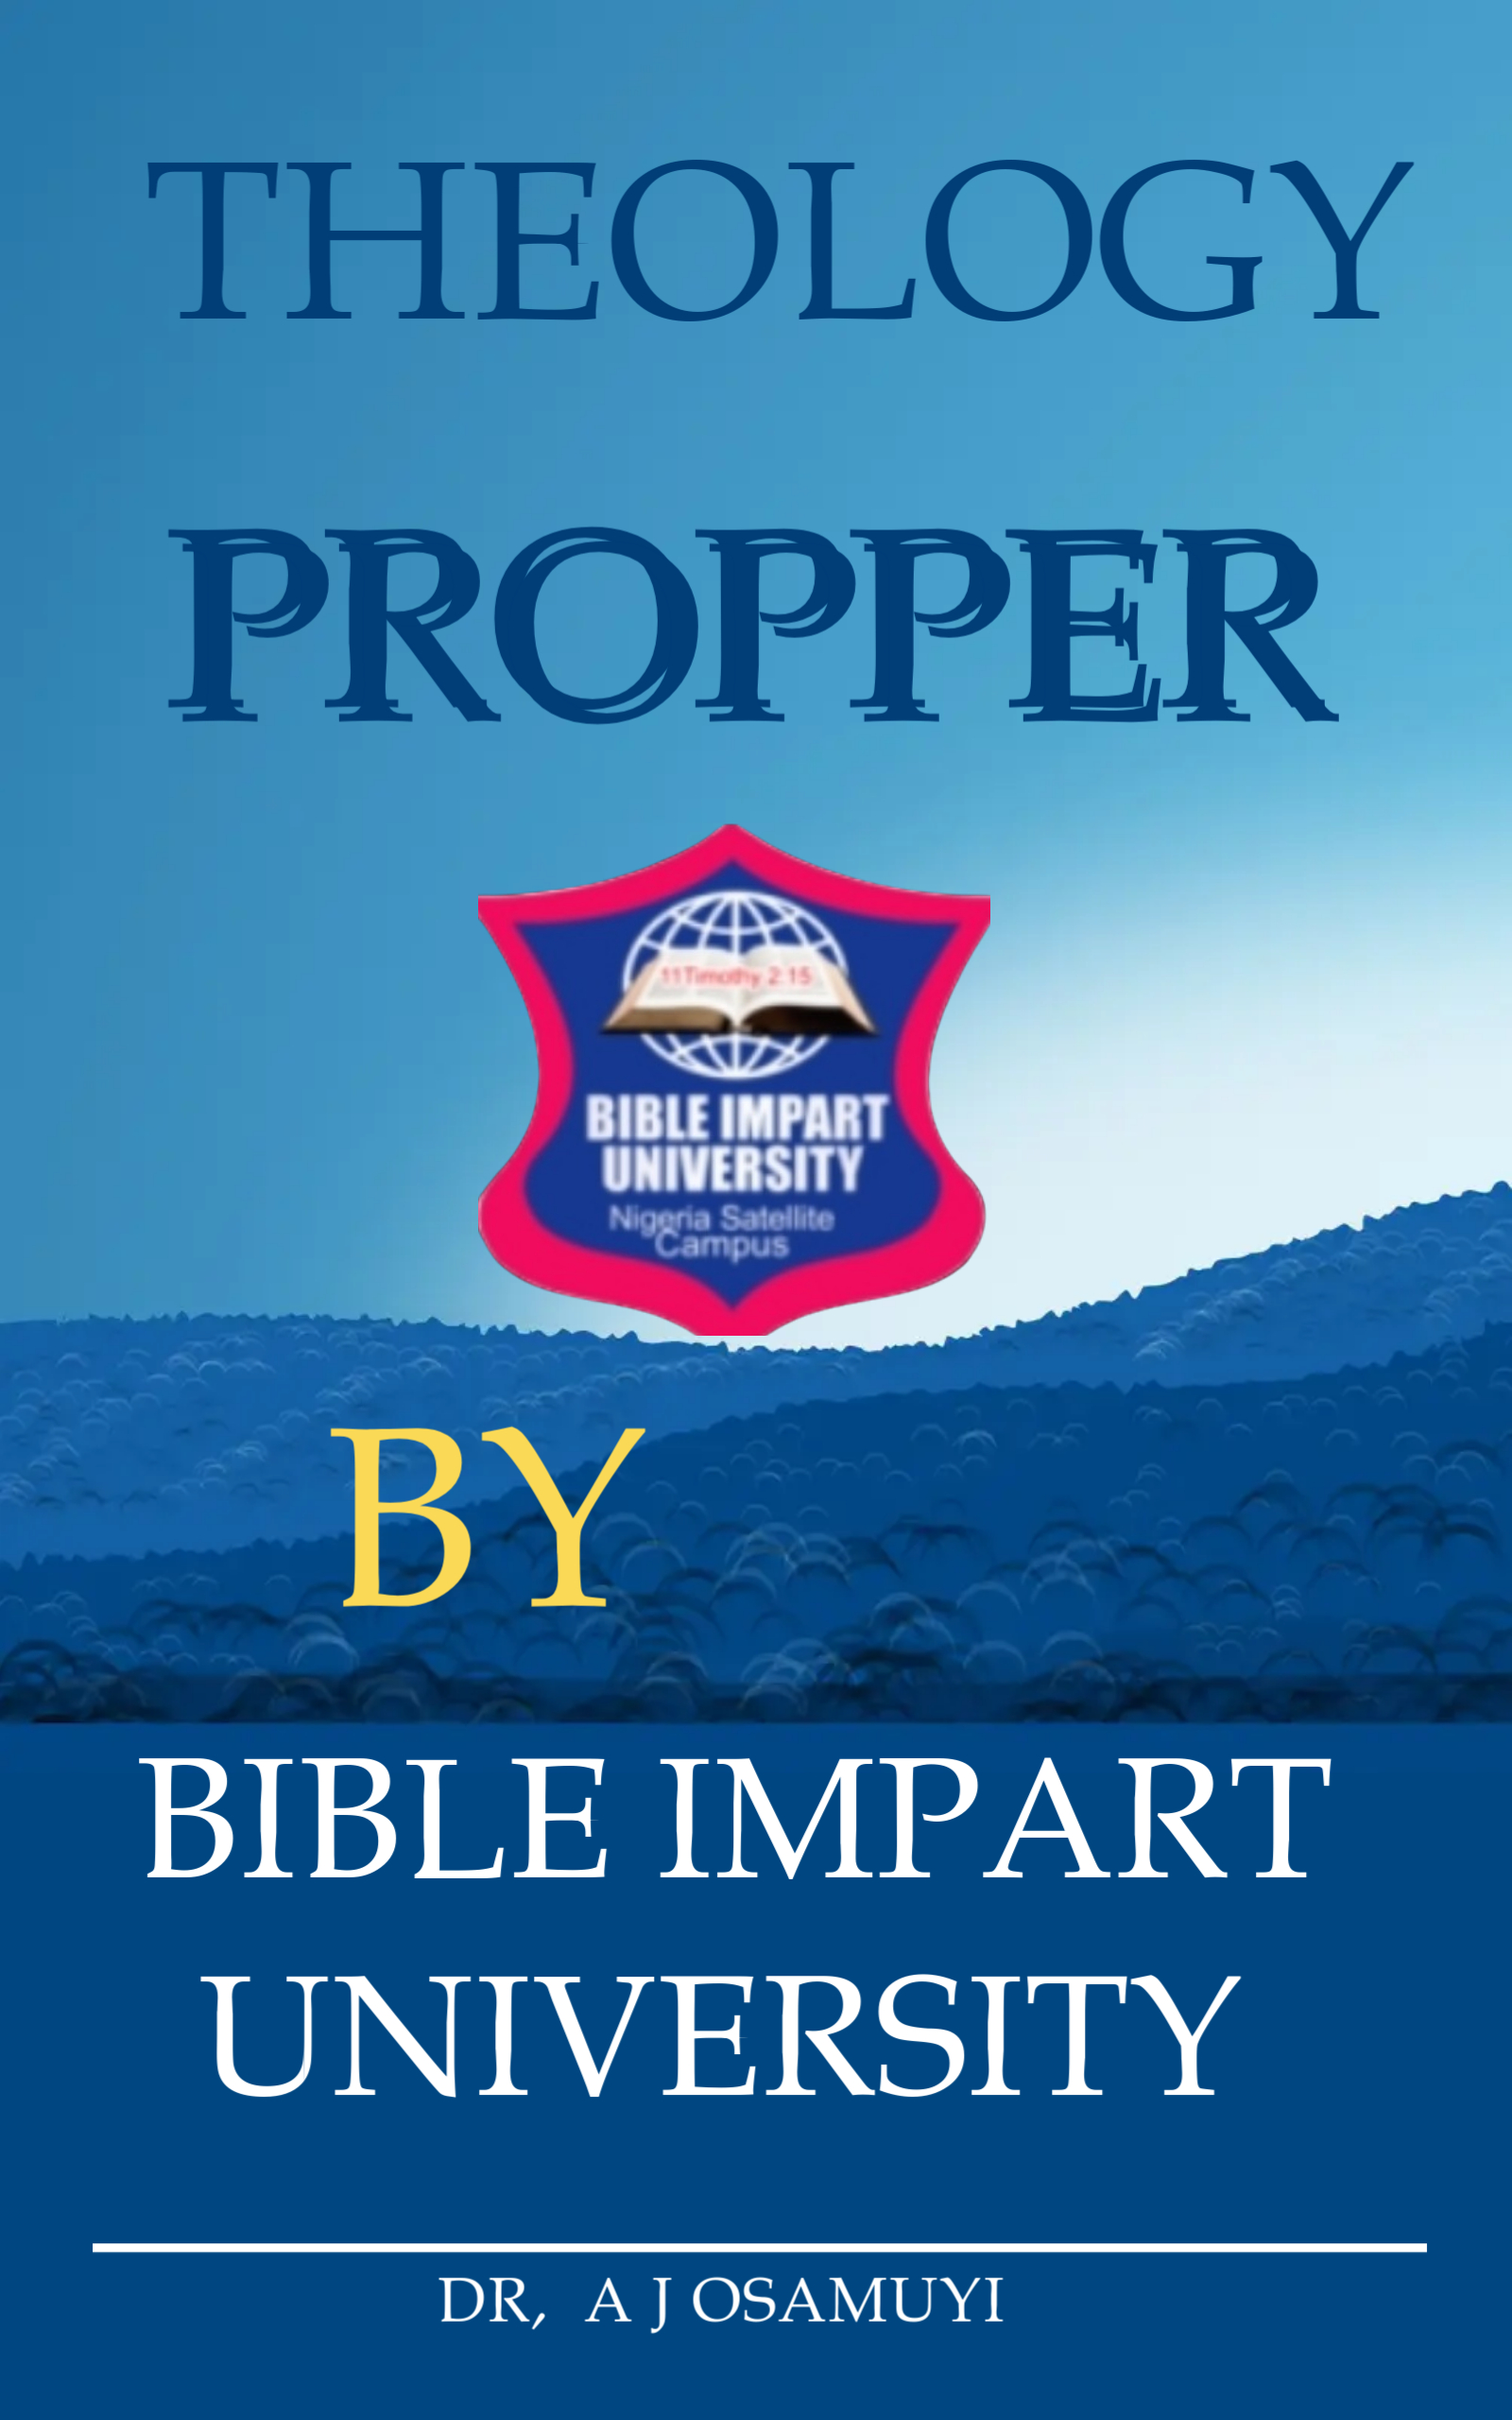 THEOLOGY
PROPPER
11Timothy 2:15
BIBLE IMPART
UNIVERSITY
Nigeria Satellite
Campus
BY
BIBLE IMPART
UNIVERSITY
DR, A J OSAMUYI